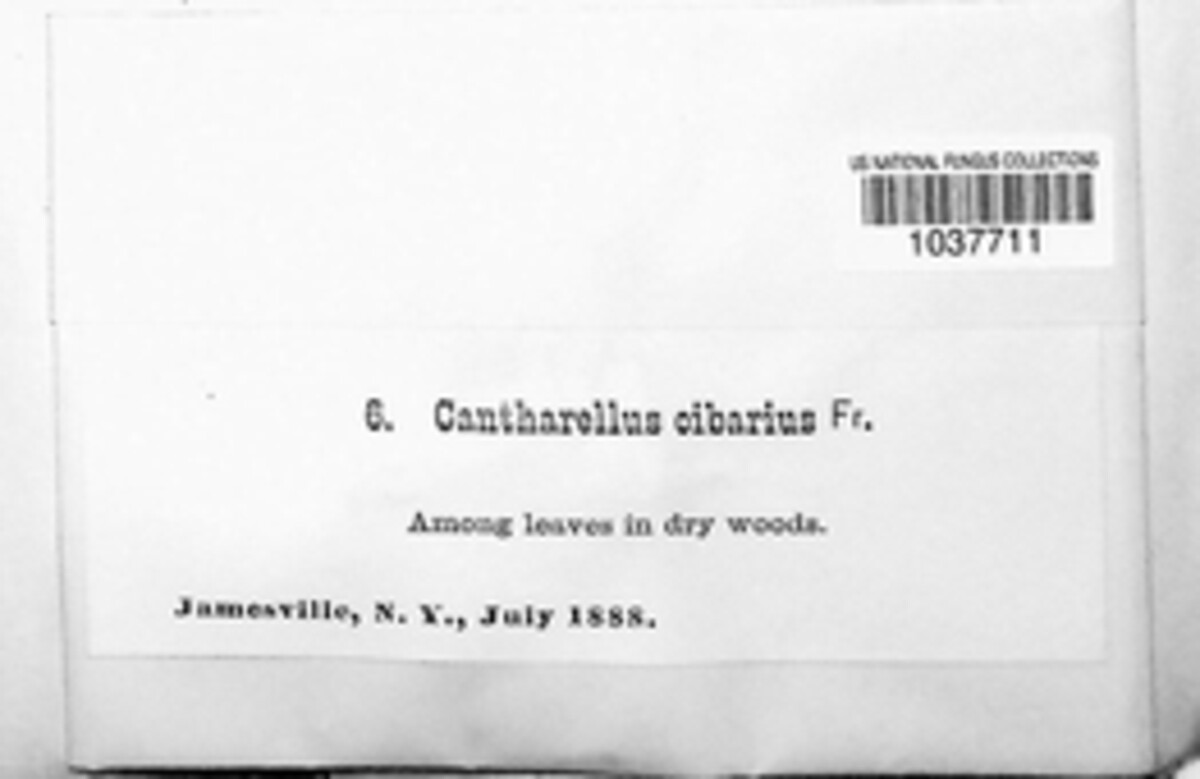 US NATIONAL FUNGUS COLLECTIONS
1037711
6. Cantharellus cibarius Fr.
Among leaves in dry woods.
Jamesville, N. Y., July 1888.